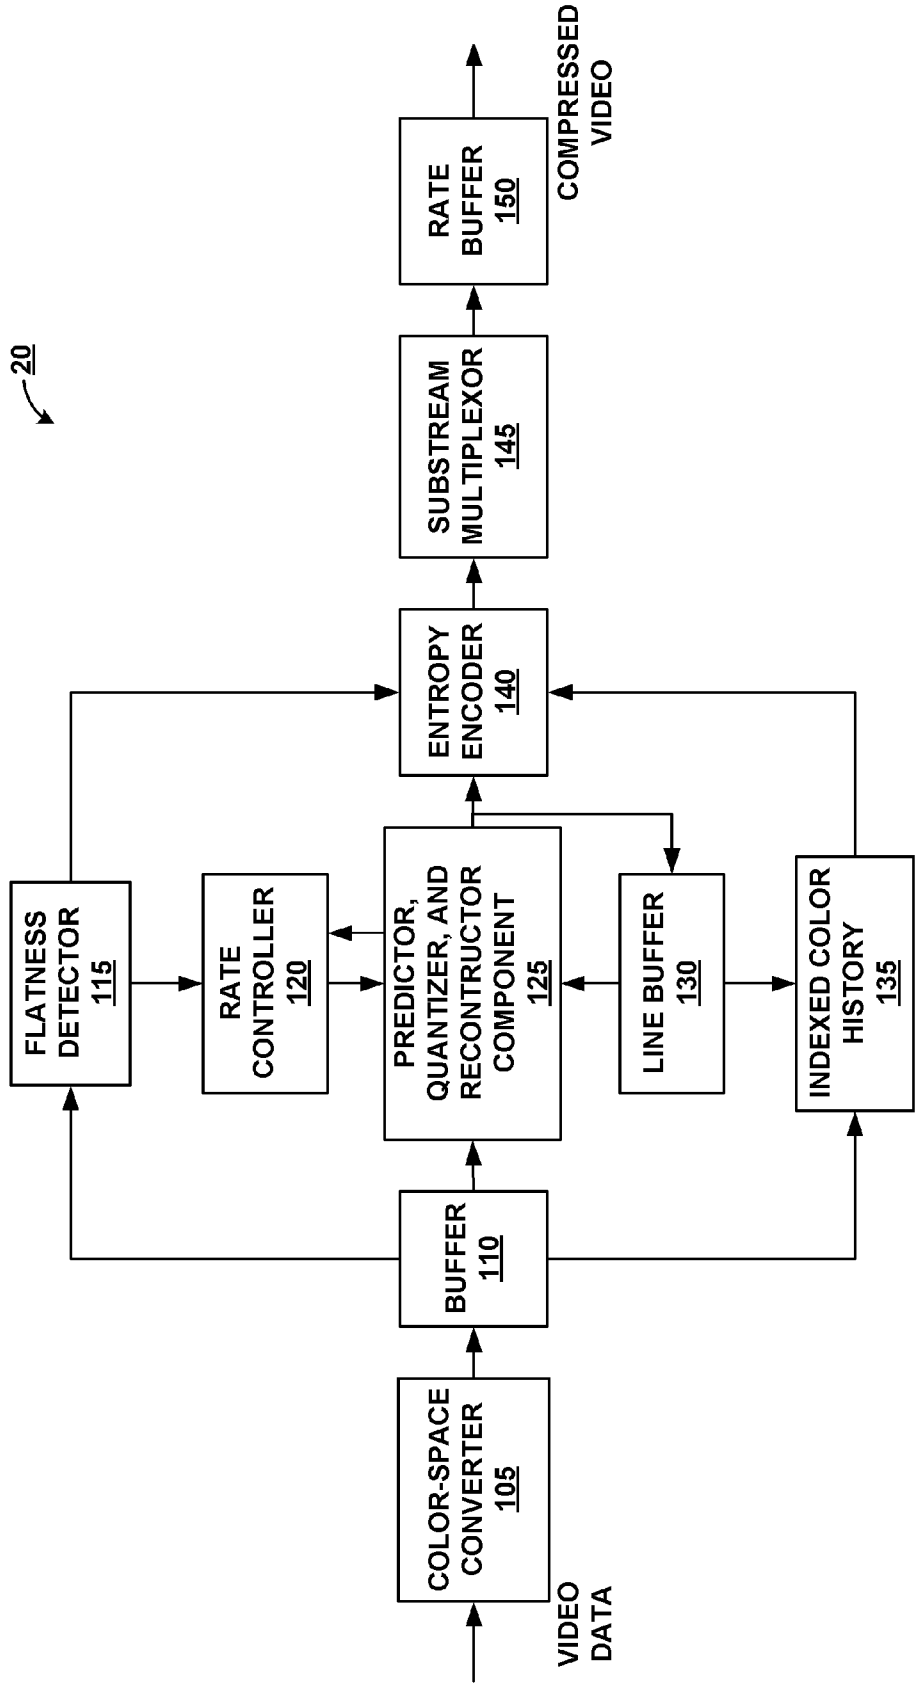 20
VIDEO
DATA
COLOR-SPACE
CONVERTER
105
BUFFER
110
FLATNESS
DETECTOR
115
RATE
CONTROLLER
120
PREDICTOR,
QUANTIZER, AND
RECONTRUCTOR
COMPONENT
125
LINE BUFFER
130
INDEXED COLOR
HISTORY
135
ENTROPY
ENCODER
140
SUBSTREAM
MULTIPLEXOR
145
RATE
BUFFER
150
COMPRESSED
VIDEO